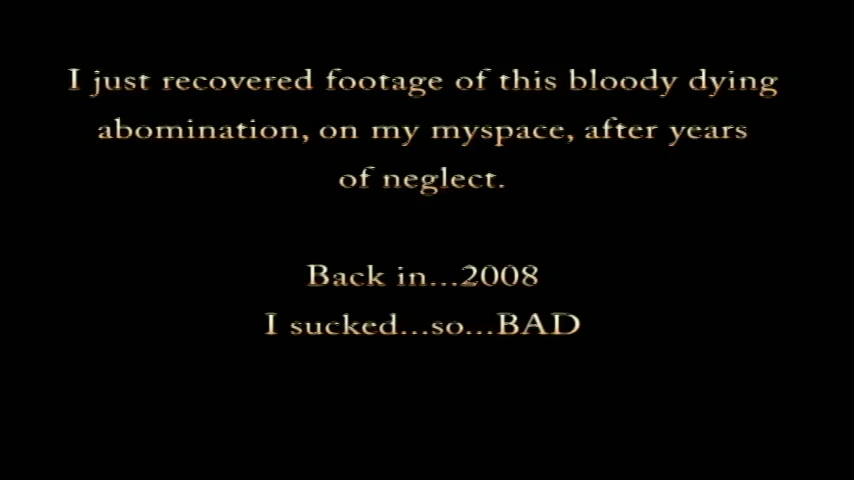 I just recovered footage of this bloody dying
abomination, on my myspace, after years
of neglect.
Back in...2008
I sucked...so...BAD